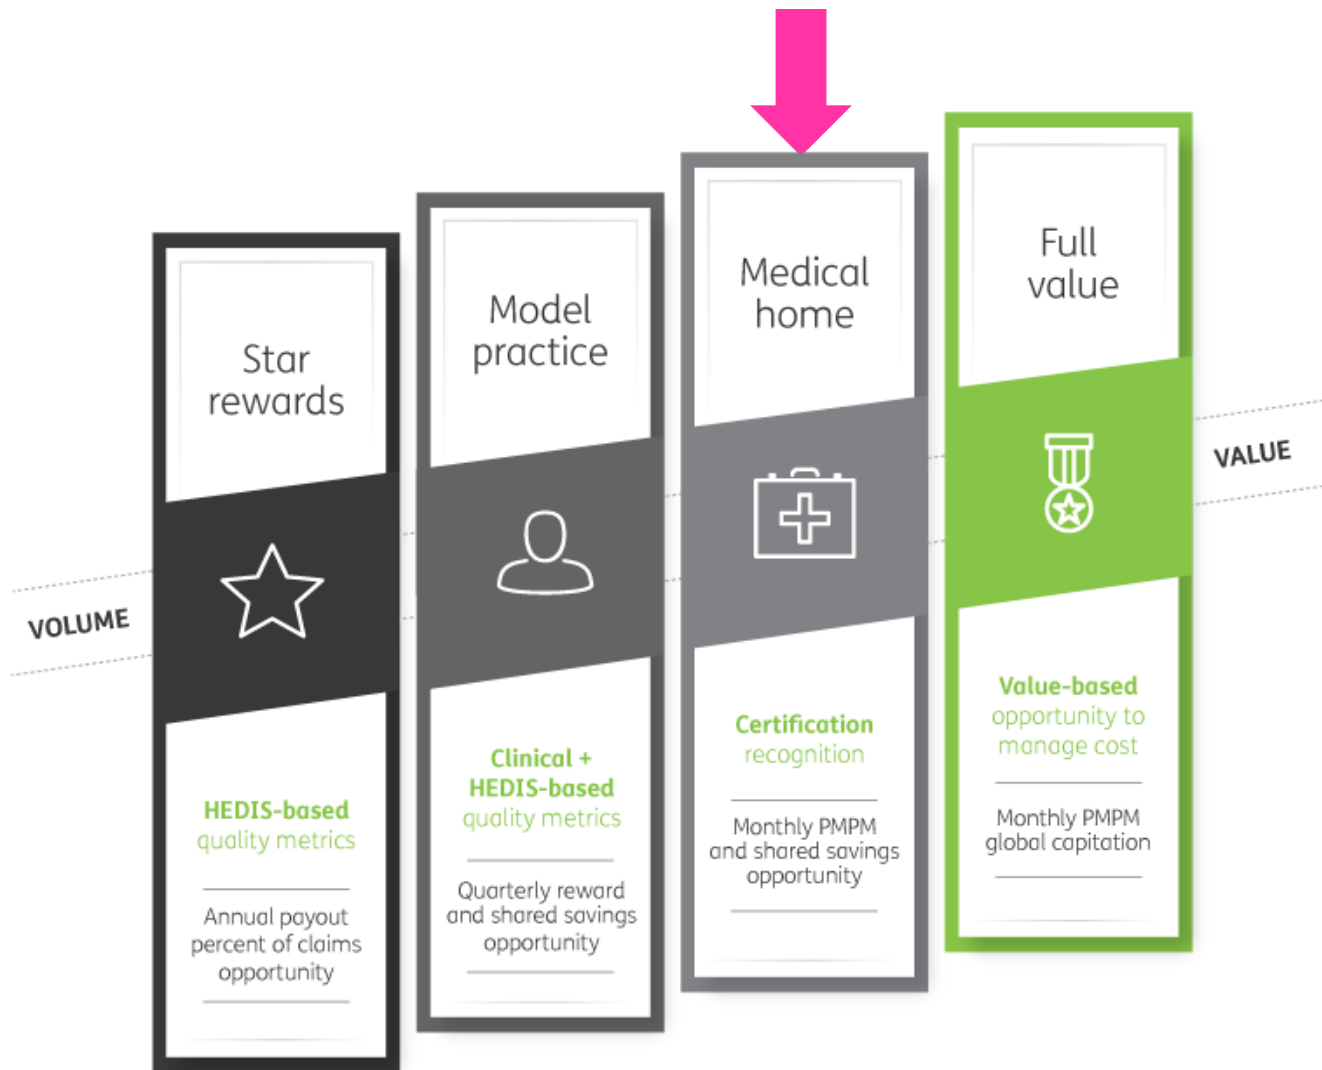 VOLUME
Star
rewards
HEDIS-based
quality metrics
Annual payout
percent of claims
opportunity
Model
practice
Clinical +
HEDIS-based
quality metrics
Quarterly reward
and shared savings
opportunity
Medical
home
Certification
recognition
Monthly PMPM
and shared savings
opportunity
Full
value
Value-based
opportunity to
manage cost
Monthly PMPM
global capitation
VALUE